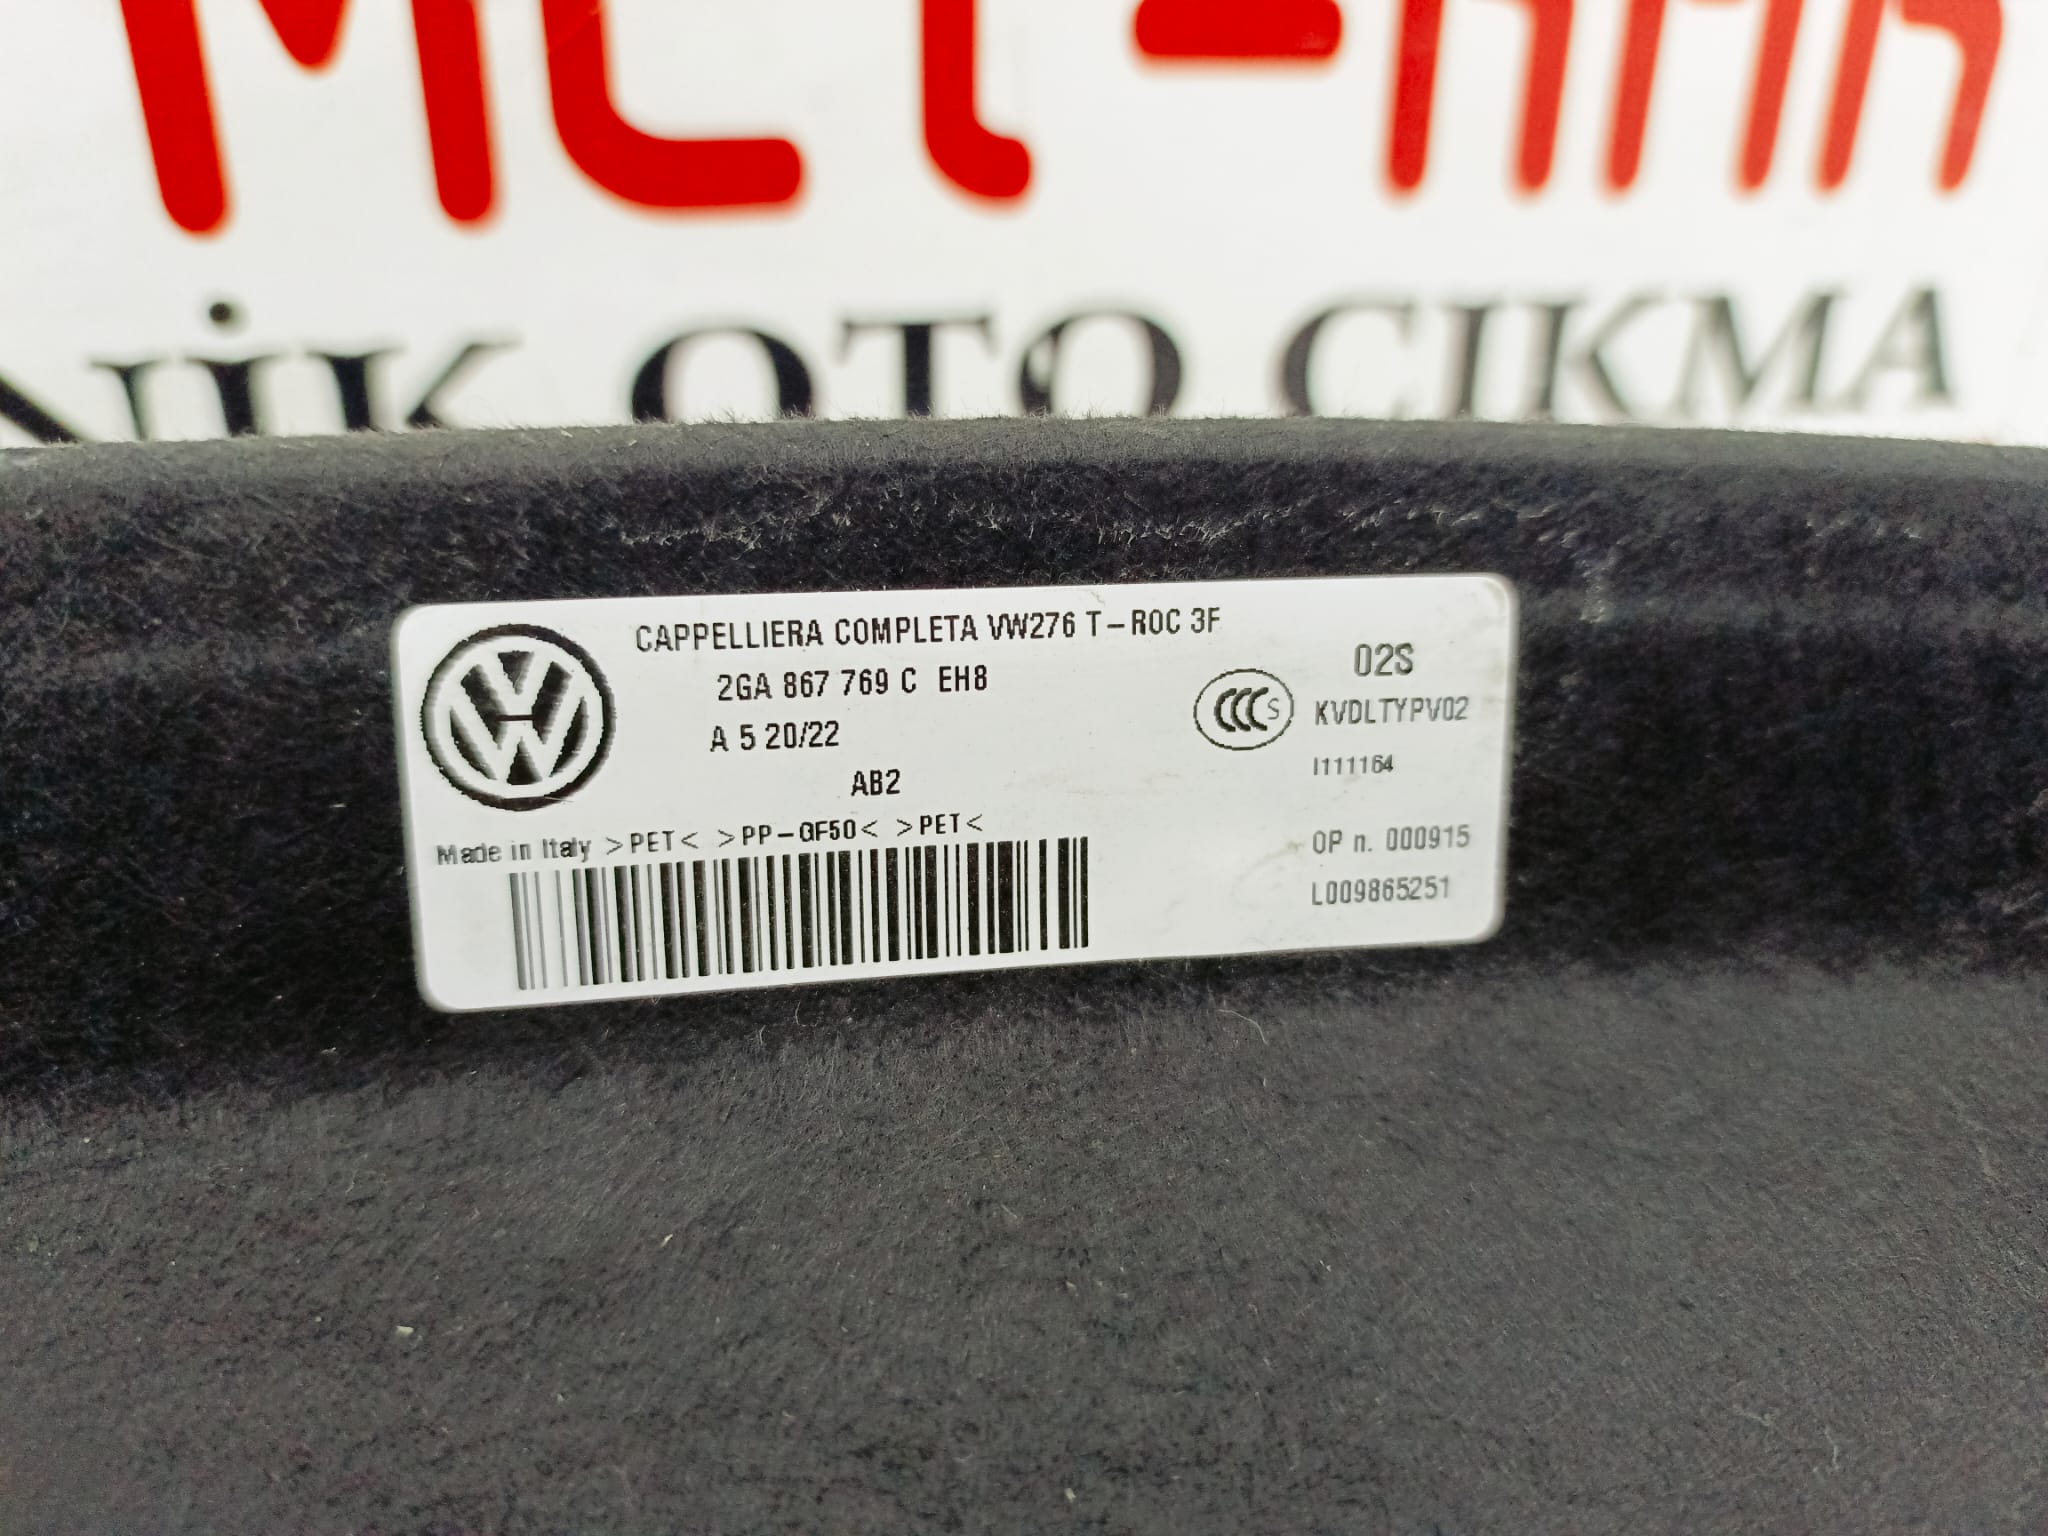 NİK OTO ÇIKMA
CAPPELLIERA COMPLETA VW276 T-ROC 3F
2GA 867 769 C EH8
A 5 20/22
AB2
Made in Italy >PET< >PP-GF50< >PET<
CCC S
02S
KVDLTYPV02
I111164
OP n. 000915
L009865251